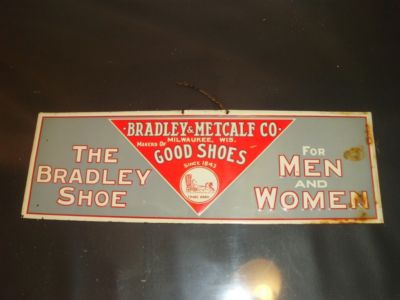 THE
BRADLEY
SHOE
BRADLEY & METCALF CO.
MILWAUKEE, WIS.
MAKERS OF
GOOD SHOES
SINCE 1843
FOR
MEN
AND
WOMEN